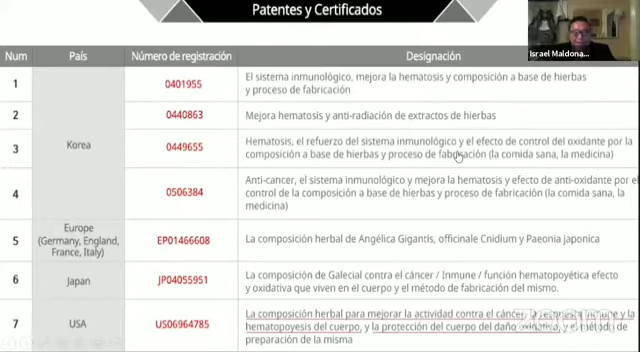 Patentes y Certificados
Israel Maldona...
Num País Número de registración Designación
1 Korea 0401955 El sistema inmunológico, mejora la hematosis y composición a base de hierbas
y proceso de fabricación
2 0440863 Mejora hematosis y anti-radiación de extractos de hierbas
3 0449655 Hematosis, el refuerzo del sistema inmunológico y el efecto de control del oxidante por la
composición a base de hierbas y proceso de fabricación (la comida sana, la medicina)
4 0506384 Anti-cancer, el sistema inmunológico y mejora la hematosis y efecto de anti-oxidante por el
control de la composición a base de hierbas y proceso de fabricación (la comida sana, la
medicina)
5 Europe
(Germany, England,
France, Italy) EP01466608 La composición herbal de Angélica Gigantis, officinale Cnidium y Paeonia japonica
6 Japan JP04055951 La composición de Galecial contra el cáncer / Inmune / función hematopoyética efecto
y oxidativa que viven en el cuerpo y el método de fabricación del mismo.
7 USA US06964785 La composición herbal para mejorar la actividad contra el cáncer y la
hematopoyesis del cuerpo, y la protección del cuerpo del daño oxidativo, y el método de
preparación de la misma
zoom